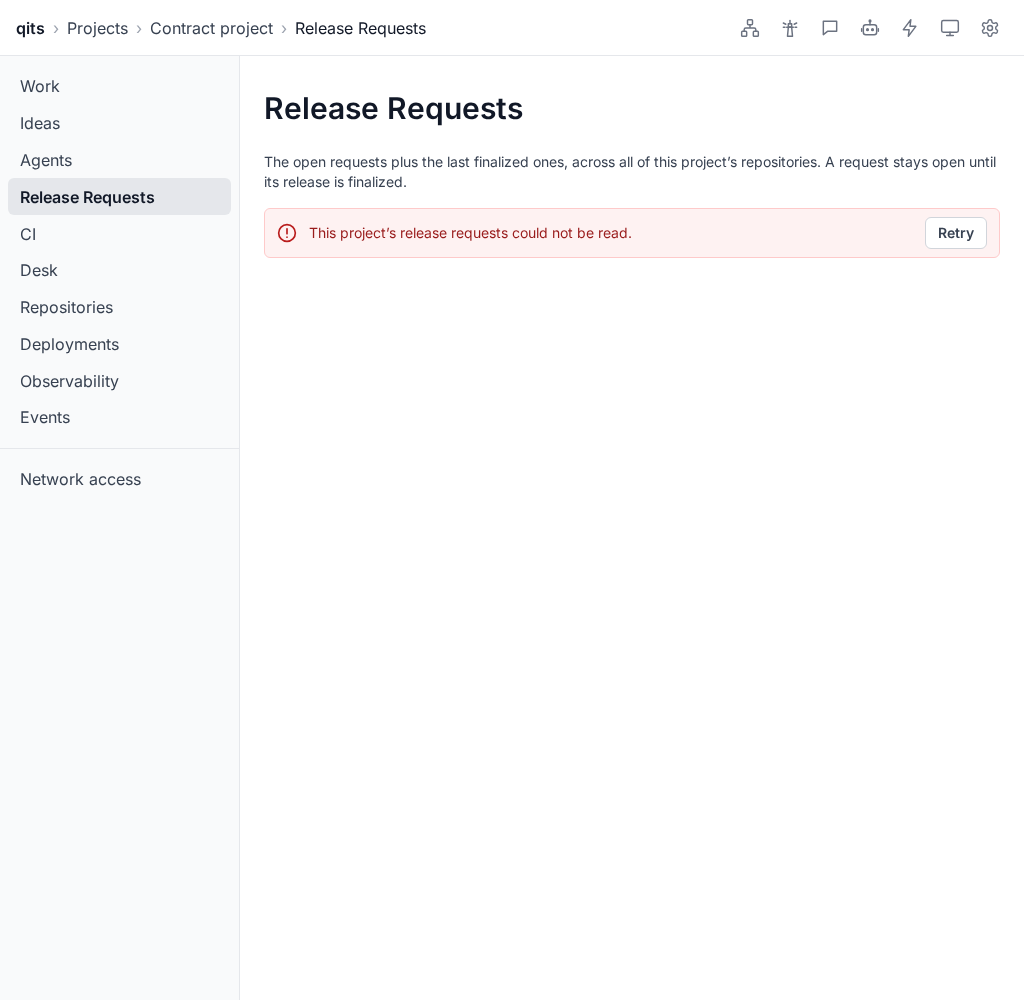 qits › Projects › Contract project › Release Requests
Work
Ideas
Agents
Release Requests
CI
Desk
Repositories
Deployments
Observability
Events
Network access
Release Requests
The open requests plus the last finalized ones, across all of this project’s repositories. A request stays open until
its release is finalized.
This project’s release requests could not be read.
Retry